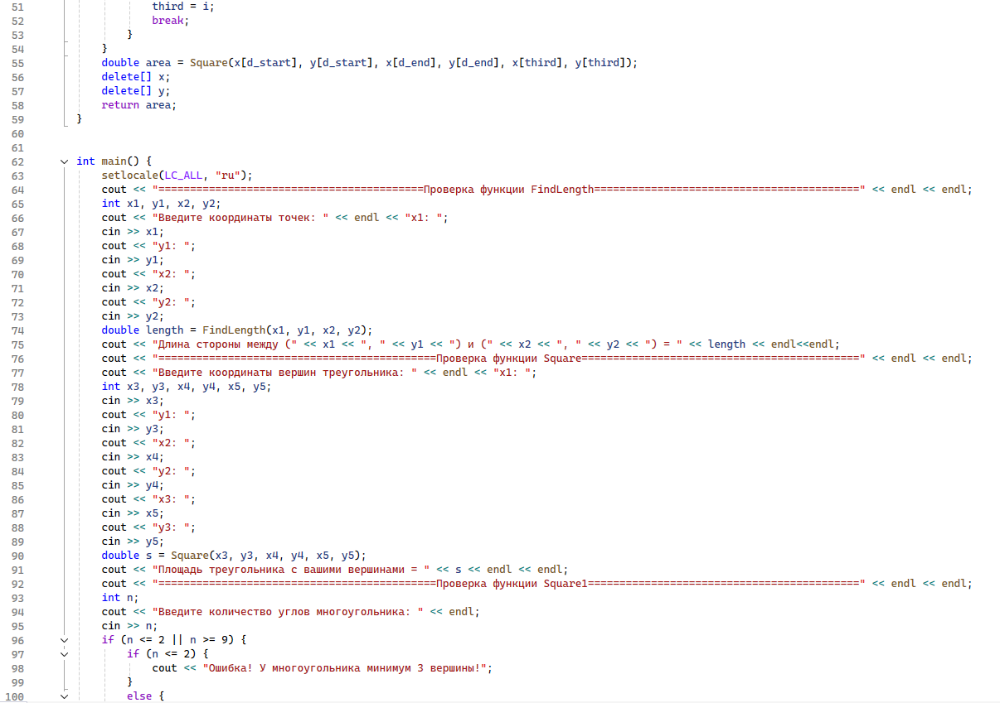 51 third = i;
52 break;
53 }
54 }
55 double area = Square(x[d_start], y[d_start], x[d_end], y[d_end], x[third], y[third]);
56 delete[] x;
57 delete[] y;
58 return area;
59 }
60
61
62 int main() {
63 setlocale(LC_ALL, "ru");
64 cout << "==========================================Проверка функции FindLength==========================================" << endl << endl;
65 int x1, y1, x2, y2;
66 cout << "Введите координаты точек: " << endl << "x1: ";
67 cin >> x1;
68 cout << "y1: ";
69 cin >> y1;
70 cout << "x2: ";
71 cin >> x2;
72 cout << "y2: ";
73 cin >> y2;
74 double length = FindLength(x1, y1, x2, y2);
75 cout << "Длина стороны между (" << x1 << ", " << y1 << ") и (" << x2 << ", " << y2 << ") = " << length << endl<<endl;
76 cout << "============================================Проверка функции Square============================================" << endl << endl;
77 cout << "Введите координаты вершин треугольника: " << endl << "x1: ";
78 int x3, y3, x4, y4, x5, y5;
79 cin >> x3;
80 cout << "y1: ";
81 cin >> y3;
82 cout << "x2: ";
83 cin >> x4;
84 cout << "y2: ";
85 cin >> y4;
86 cout << "x3: ";
87 cin >> x5;
88 cout << "y3: ";
89 cin >> y5;
90 double s = Square(x3, y3, x4, y4, x5, y5);
91 cout << "Площадь треугольника с вашими вершинами = " << s << endl << endl;
92 cout << "============================================Проверка функции Square1===========================================" << endl << endl;
93 int n;
94 cout << "Введите количество углов многоугольника: " << endl;
95 cin >> n;
96 if (n <= 2 || n >= 9) {
97 if (n <= 2) {
98 cout << "Ошибка! У многоугольника минимум 3 вершины!";
99 }
100 else {